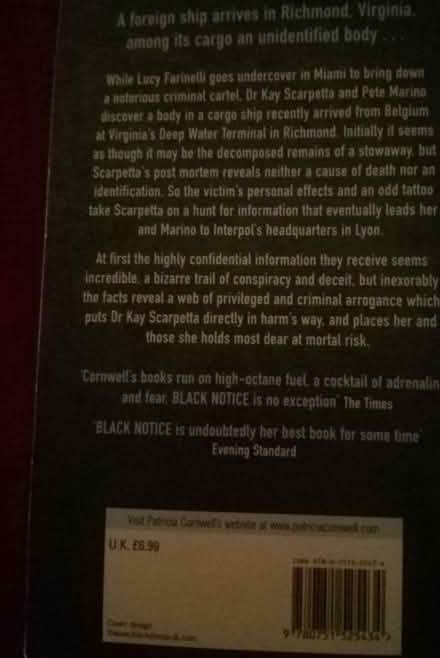 A foreign ship arrives in Richmond, Virginia,
among its cargo an unidentified body . . .
While Lucy Farinelli goes undercover in Miami to bring down
a notorious criminal cartel, Dr Kay Scarpetta and Pete Marino
discover a body in a cargo ship recently arrived from Belgium
at Virginia's Deep Water Terminal in Richmond. Initially it seems
as though it may be the decomposed remains of a stowaway, but
Scarpetta's post mortem reveals neither a cause of death nor an
identification. So the victim's personal effects and an odd tattoo
take Scarpetta on a hunt for information that eventually leads her
and Marino to Interpol's headquarters in Lyon.
At first the highly confidential information they receive seems
incredible, a bizarre trail of conspiracy and deceit, but inexorably
the facts reveal a web of privileged and criminal arrogance which
puts Dr Kay Scarpetta directly in harm's way, and places her and
those she holds most dear at mortal risk.
'Cornwell's books run on high-octane fuel, a cocktail of adrenalin
and fear. BLACK NOTICE is no exception' The Times
'BLACK NOTICE is undoubtedly her best book for some time'
Evening Standard
Visit Patricia Cornwell's website at www.patriciacornwell.com
U.K. £6.99
ISBN
Cover design
9 780751 525434